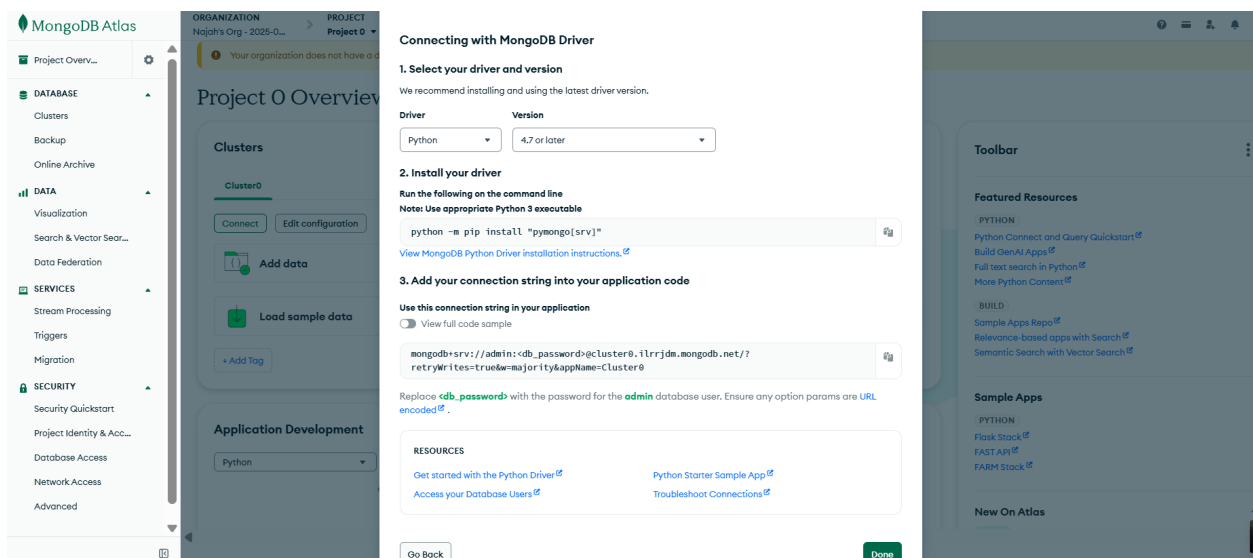 MongoDB Atlas
ORGANIZATION
Najah's Org - 2025-0...
PROJECT
Project 0
Your organization does not have a d
Project Overv...
DATABASE
Clusters
Backup
Online Archive
DATA
Visualization
Search & Vector Sear...
Data Federation
SERVICES
Stream Processing
Triggers
Migration
SECURITY
Security Quickstart
Project Identity & Acc...
Database Access
Network Access
Advanced
Project 0 Overview
Clusters
Cluster0
Connect
Edit configuration
Add data
Load sample data
+ Add Tag
Application Development
Python
Connecting with MongoDB Driver
1. Select your driver and version
We recommend installing and using the latest driver version.
Driver
Version
Python
4.7 or later
2. Install your driver
Run the following on the command line
Note: Use appropriate Python 3 executable
python -m pip install "pymongo[srv]"
View MongoDB Python Driver installation instructions.
3. Add your connection string into your application code
Use this connection string in your application
View full code sample
mongodb+srv://admin:<db_password>@cluster0.ilrrjdm.mongodb.net/?
retryWrites=true&w=majority&appName=Cluster0
Replace <db_password> with the password for the admin database user. Ensure any option params are URL
encoded .
RESOURCES
Get started with the Python Driver
Python Starter Sample App
Access your Database Users
Troubleshoot Connections
Go Back
Done
Toolbar
Featured Resources
PYTHON
Python Connect and Query Quickstart
Build GenAI Apps
Full text search in Python
More Python Content
BUILD
Sample Apps Repo
Relevance-based apps with Search
Semantic Search with Vector Search
Sample Apps
PYTHON
Flask Stack
FAST API
FARM Stack
New On Atlas